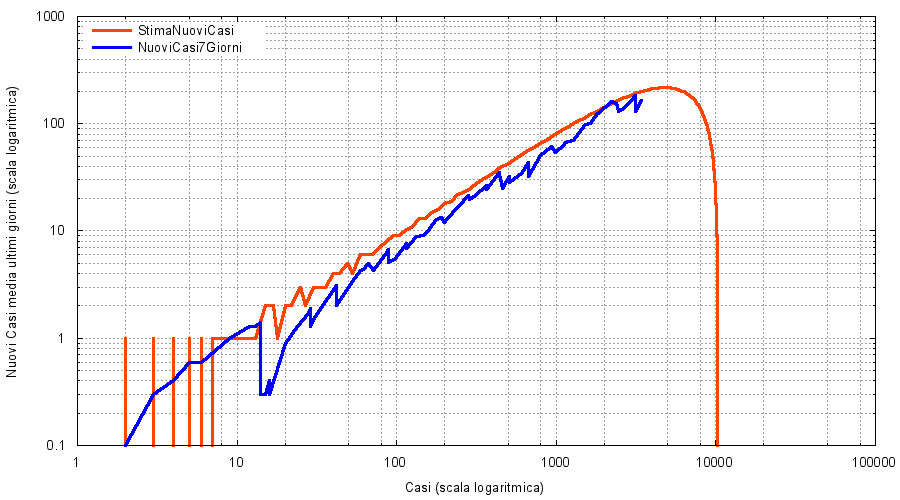 1000
StimaNuoviCasi
NuoviCasi7Giorni
100
10
1
0.1
Nuovi Casi media ultimi giorni (scala logaritmica)
1 10 100 1000 10000 100000
Casi (scala logaritmica)